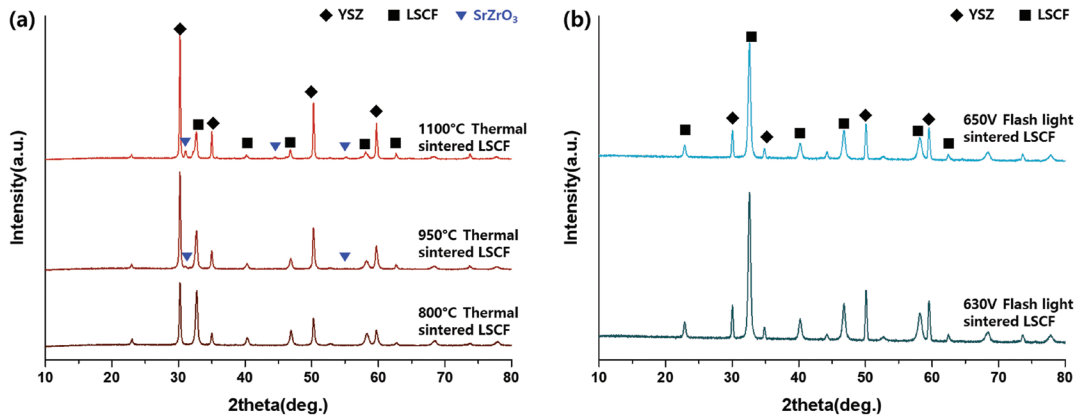 (a)
YSZ LSCF SrZrO₃
1100°C Thermal
sintered LSCF
950°C Thermal
sintered LSCF
800°C Thermal
sintered LSCF
Intensity(a.u.)
10 20 30 40 50 60 70 80
2theta(deg.)
(b)
YSZ LSCF
650V Flash light
sintered LSCF
630V Flash light
sintered LSCF
Intensity(a.u.)
10 20 30 40 50 60 70 80
2theta(deg.)